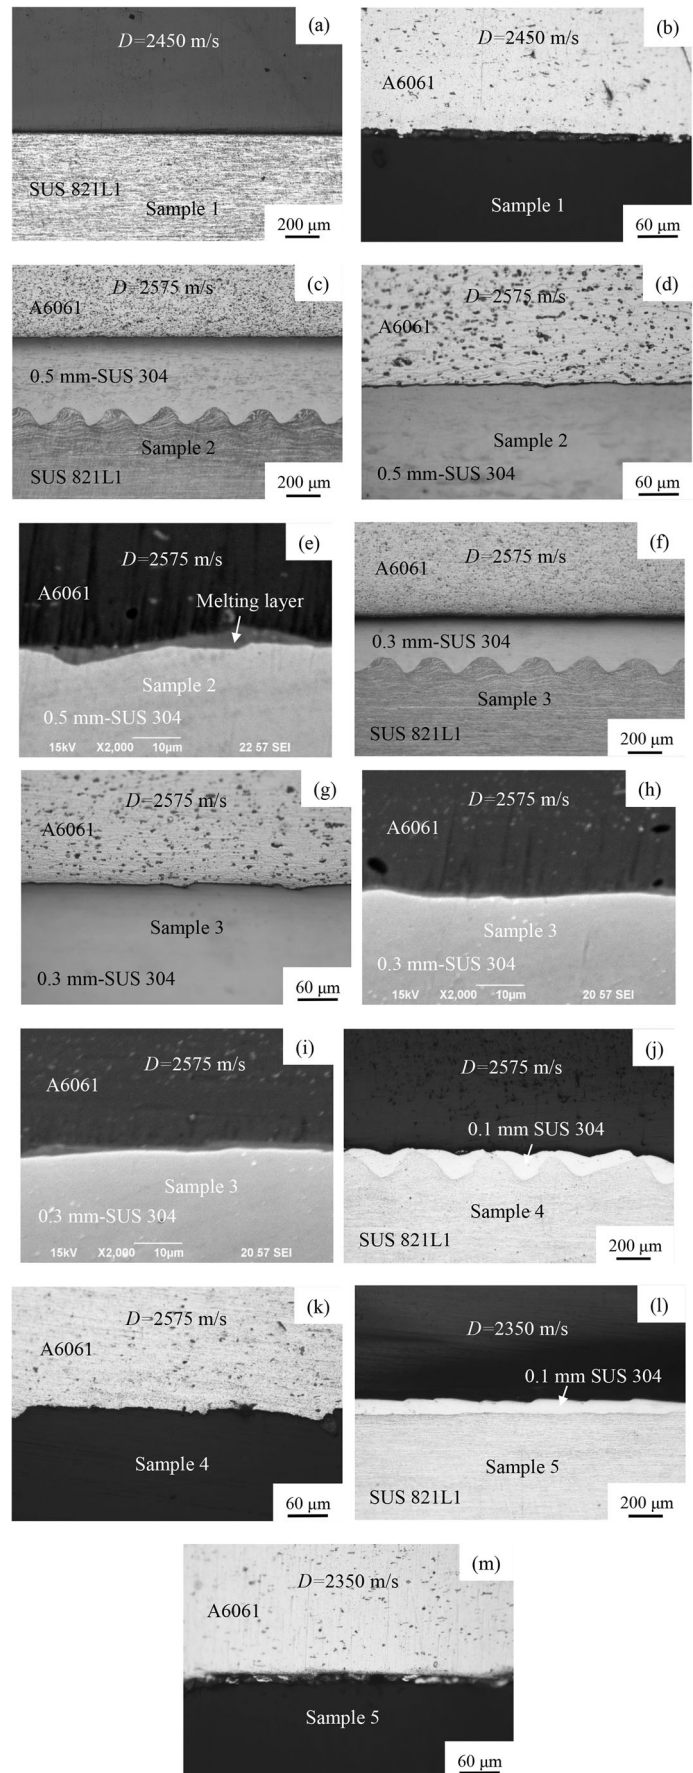 (a)
D=2450 m/s
SUS 821L1
Sample 1
200 μm
(b)
D=2450 m/s
A6061
Sample 1
60 μm
(c)
D=2575 m/s
A6061
0.5 mm-SUS 304
Sample 2
SUS 821L1
200 μm
(d)
D=2575 m/s
A6061
Sample 2
0.5 mm-SUS 304
60 μm
(e)
D=2575 m/s
A6061
Melting layer
Sample 2
0.5 mm-SUS 304
15kV X2,000 10μm 22 57 SEI
(f)
D=2575 m/s
A6061
0.3 mm-SUS 304
Sample 3
SUS 821L1
200 μm
(g)
D=2575 m/s
A6061
Sample 3
0.3 mm-SUS 304
60 μm
(h)
D=2575 m/s
A6061
Sample 3
0.3 mm-SUS 304
15kV X2,000 10μm 20 57 SEI
(i)
D=2575 m/s
A6061
Sample 3
0.3 mm-SUS 304
15kV X2,000 10μm 20 57 SEI
(j)
D=2575 m/s
0.1 mm SUS 304
Sample 4
SUS 821L1
200 μm
(k)
D=2575 m/s
A6061
Sample 4
60 μm
(l)
D=2350 m/s
0.1 mm SUS 304
Sample 5
SUS 821L1
200 μm
(m)
D=2350 m/s
A6061
Sample 5
60 μm